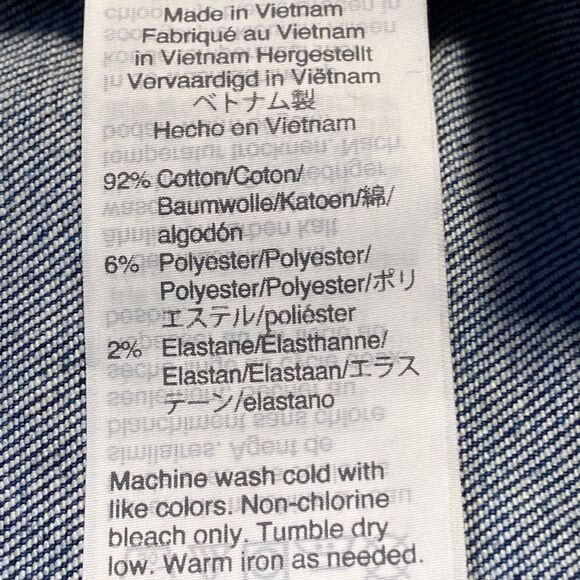 Made in Vietnam
Fabriqué au Vietnam
in Vietnam Hergestellt
Vervaardigd in Viëtnam
ベトナム製
Hecho en Vietnam
92% Cotton/Coton/
Baumwolle/Katoen/綿/
algodón
6% Polyester/Polyester/
Polyester/Polyester/ポリ
エステル/poliéster
2% Elastane/Élasthanne/
Elastan/Elastaan/エラス
テーン/elastano
Machine wash cold with
like colors. Non-chlorine
bleach only. Tumble dry
low. Warm iron as needed.